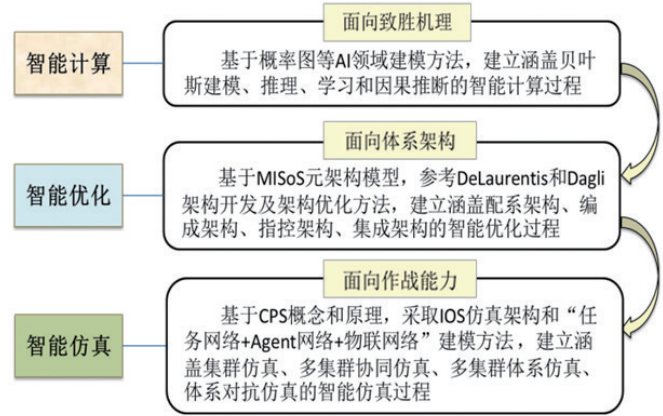 面向致胜机理
智能计算
基于概率图等AI领域建模方法，建立涵盖贝叶
斯建模、推理、学习和因果推断的智能计算过程
面向体系架构
智能优化
基于MISoS元架构模型，参考DeLaurentis和Dagli
架构开发及架构优化方法，建立涵盖配系架构、编
成架构、指控架构、集成架构的智能优化过程
面向作战能力
智能仿真
基于CPS概念和原理，采取IOS仿真架构和“任
务网络+Agent网络+物联网络”建模方法，建立涵
盖集群仿真、多集群协同仿真、多集群体系仿真、
体系对抗仿真的智能仿真过程